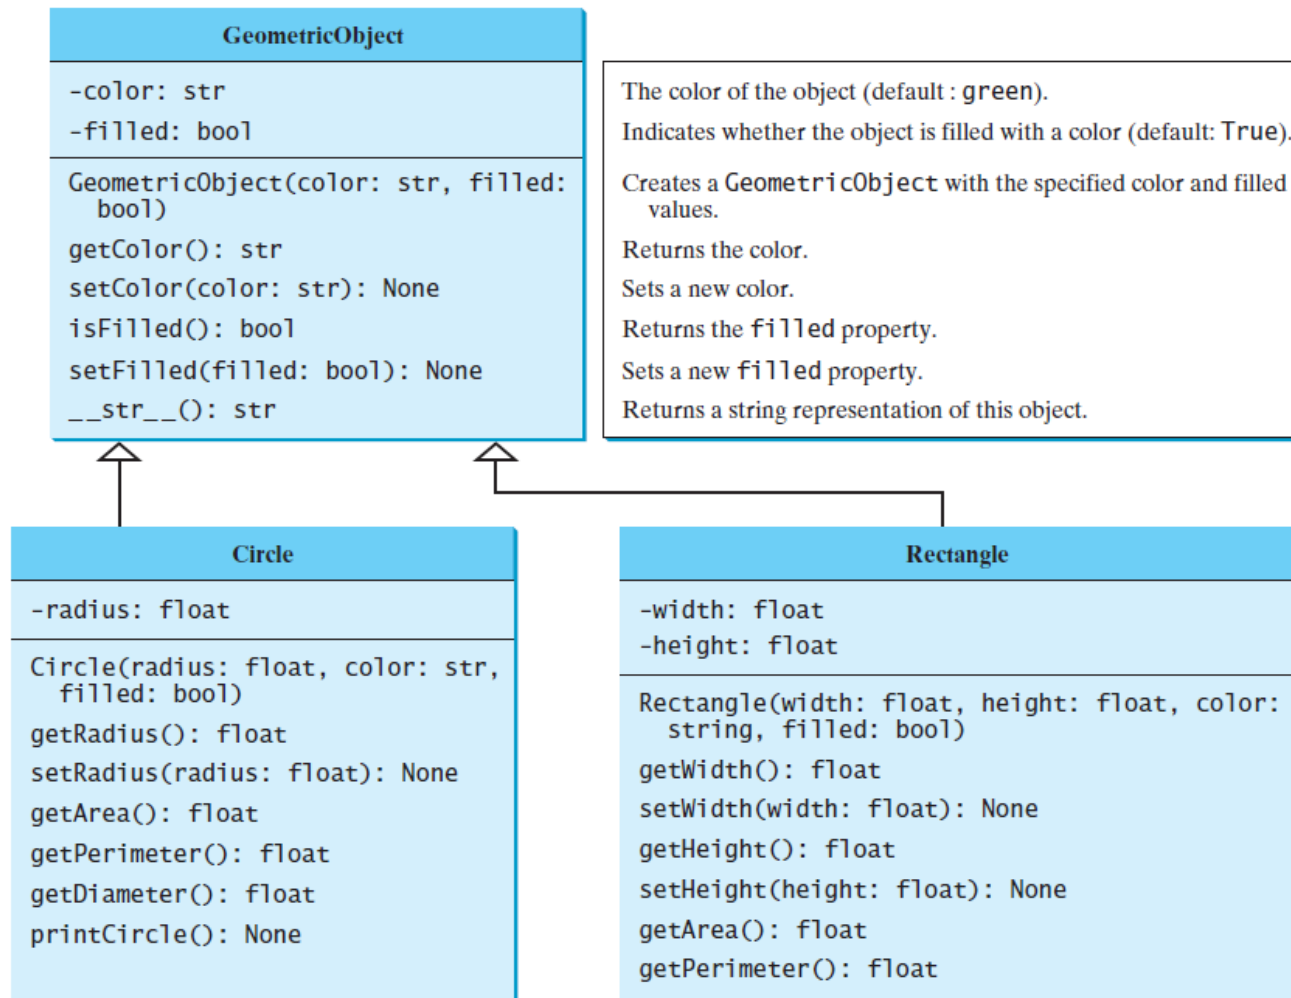 GeometricObject
-color: str
-filled: bool
GeometricObject(color: str, filled:
bool)
getColor(): str
setColor(color: str): None
isFilled(): bool
setFilled(filled: bool): None
__str__(): str
The color of the object (default : green).
Indicates whether the object is filled with a color (default: True).
Creates a GeometricObject with the specified color and filled
values.
Returns the color.
Sets a new color.
Returns the filled property.
Sets a new filled property.
Returns a string representation of this object.
Circle
-radius: float
Circle(radius: float, color: str,
filled: bool)
getRadius(): float
setRadius(radius: float): None
getArea(): float
getPerimeter(): float
getDiameter(): float
printCircle(): None
Rectangle
-width: float
-height: float
Rectangle(width: float, height: float, color:
string, filled: bool)
getWidth(): float
setWidth(width: float): None
getHeight(): float
setHeight(height: float): None
getArea(): float
getPerimeter(): float